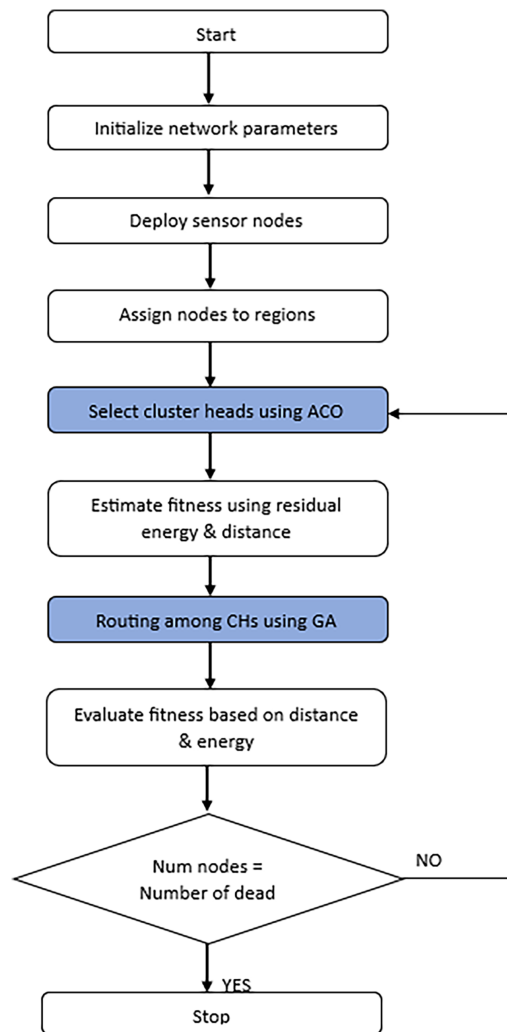 Start
Initialize network parameters
Deploy sensor nodes
Assign nodes to regions
Select cluster heads using ACO
Estimate fitness using residual
energy & distance
Routing among CHs using GA
Evaluate fitness based on distance
& energy
Num nodes =
Number of dead
NO
YES
Stop